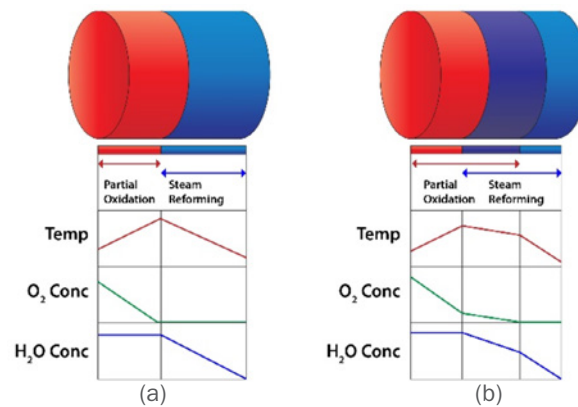 Partial
Oxidation
Steam
Reforming
Temp
O₂ Conc
H₂O Conc
(a)
Partial
Oxidation
Steam
Reforming
Temp
O₂ Conc
H₂O Conc
(b)